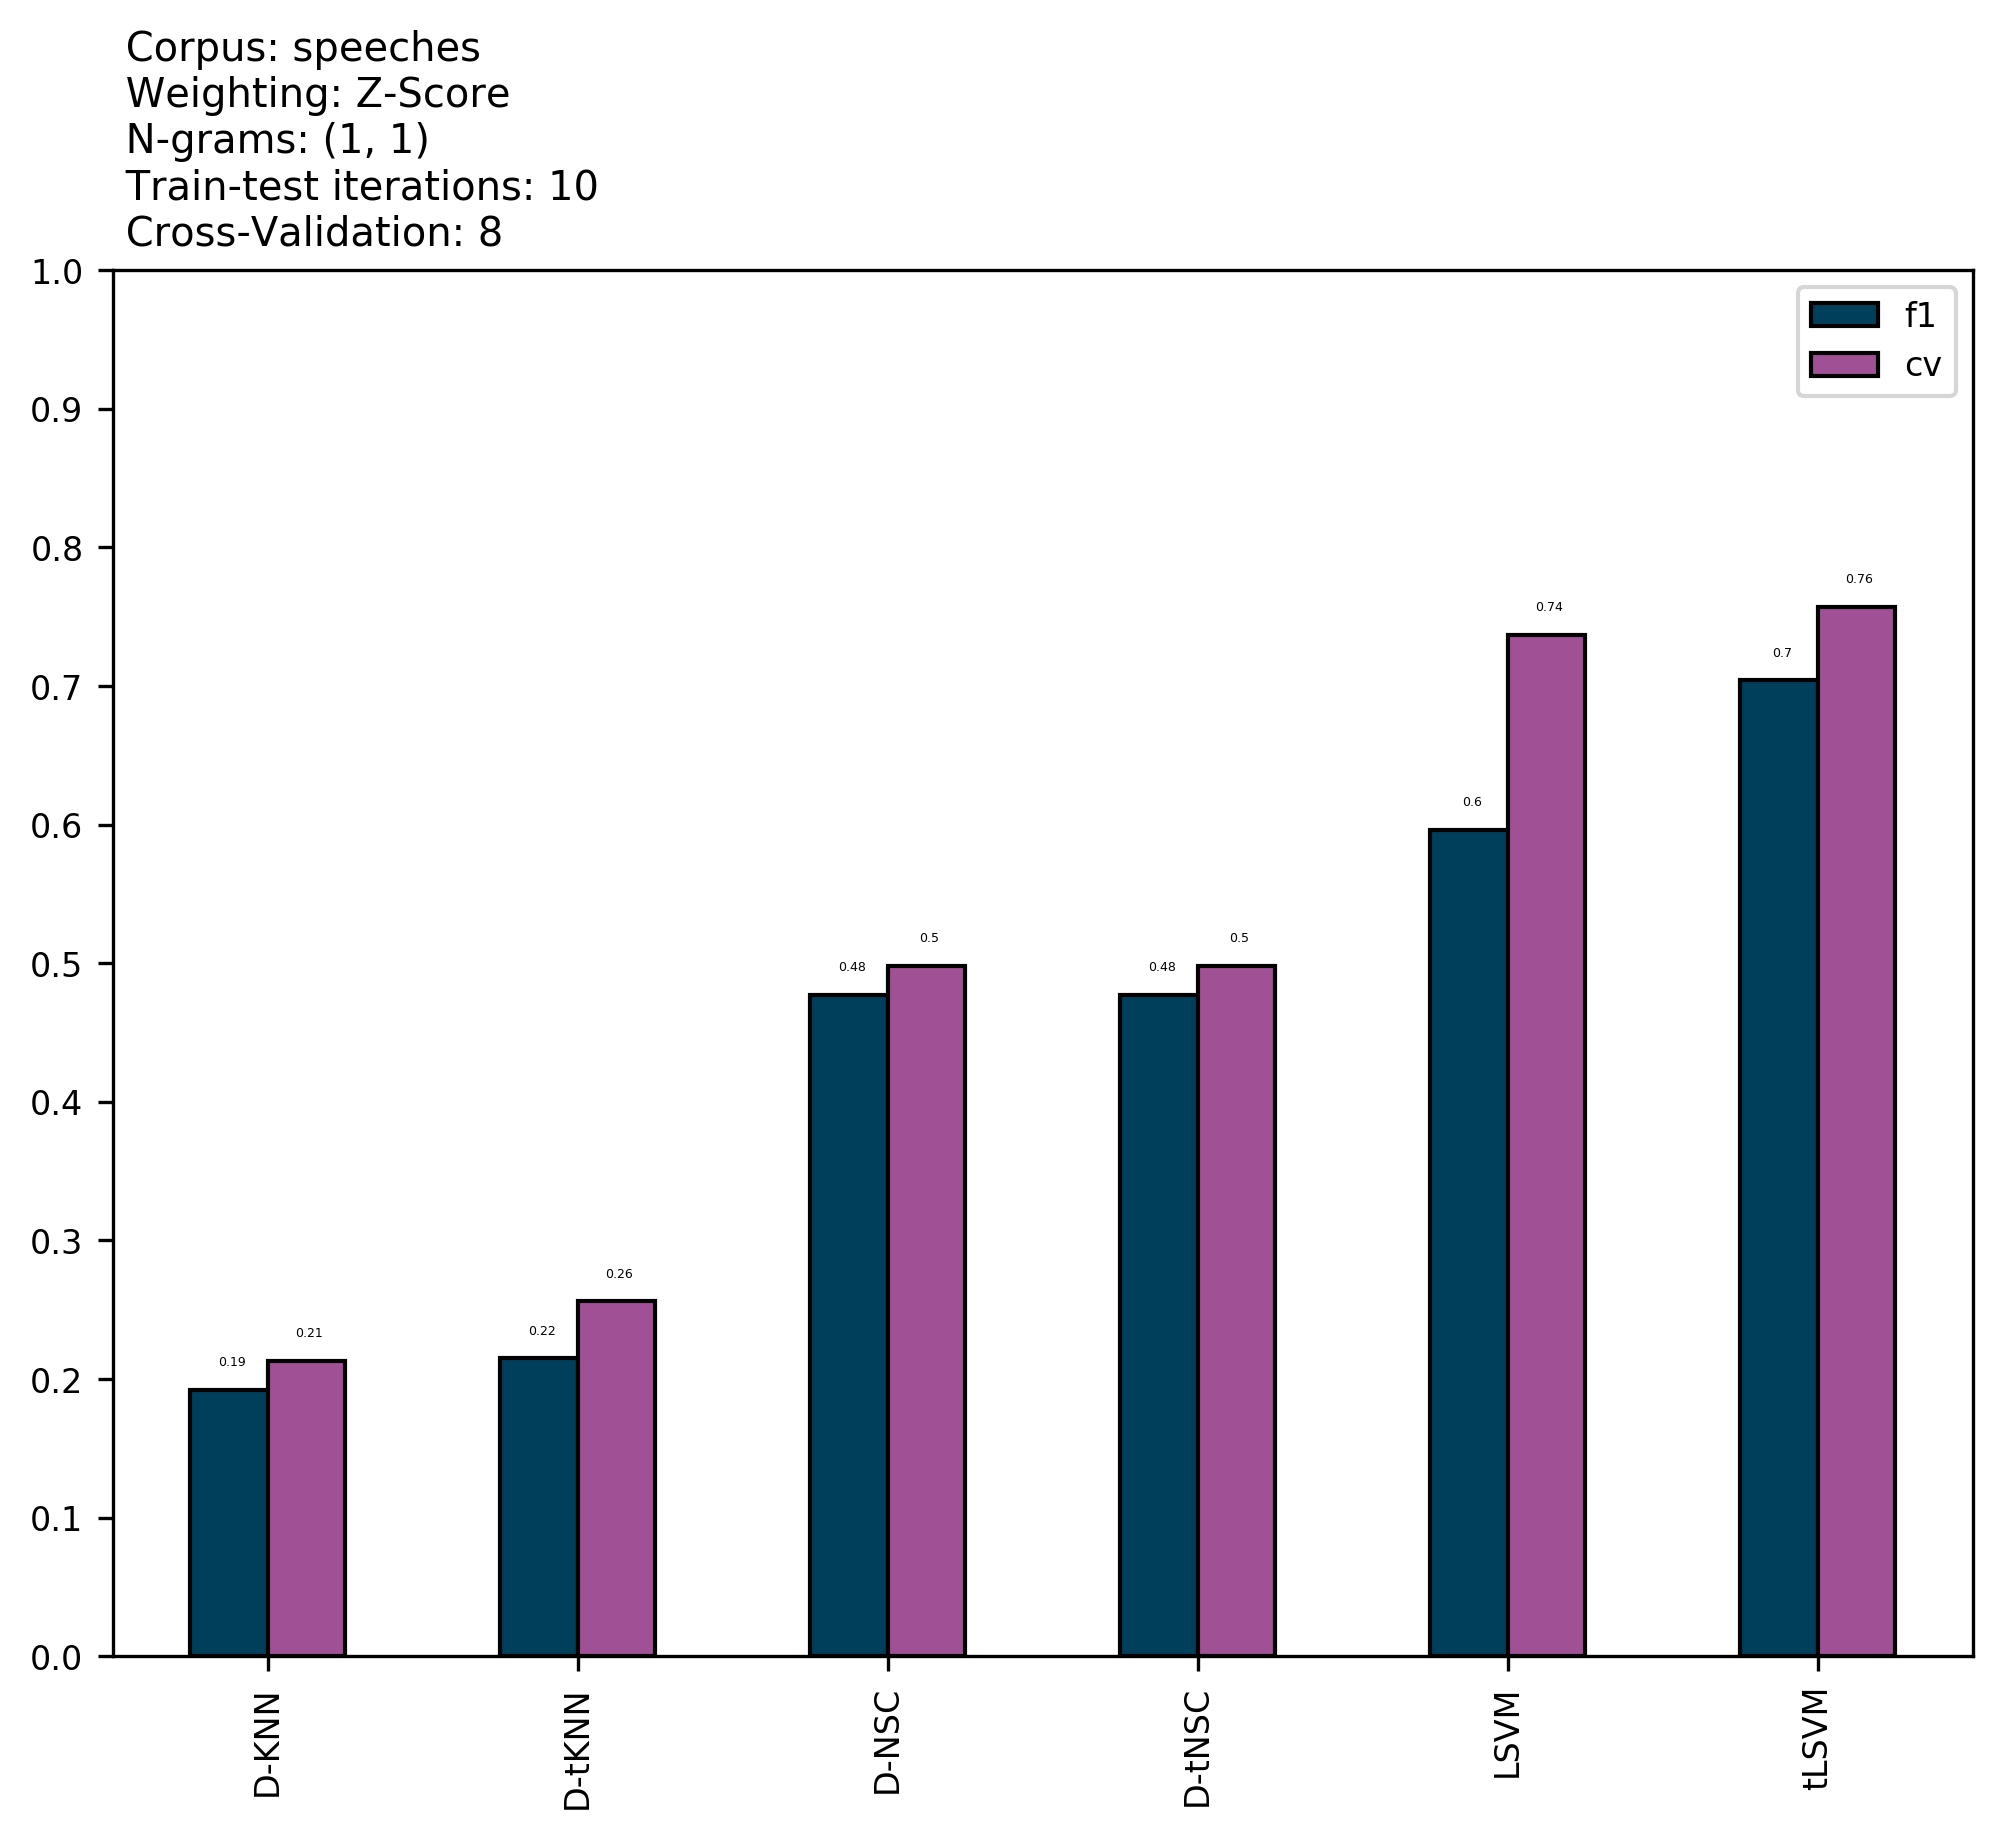 Corpus: speeches
Weighting: Z-Score
N-grams: (1, 1)
Train-test iterations: 10
Cross-Validation: 8
1.0
0.9
0.8
0.7
0.6
0.5
0.4
0.3
0.2
0.1
0.0
f1
cv
0.19
0.21
0.22
0.26
0.48
0.5
0.48
0.5
0.6
0.74
0.7
0.76
D-KNN
D-tKNN
D-NSC
D-tNSC
LSVM
tLSVM